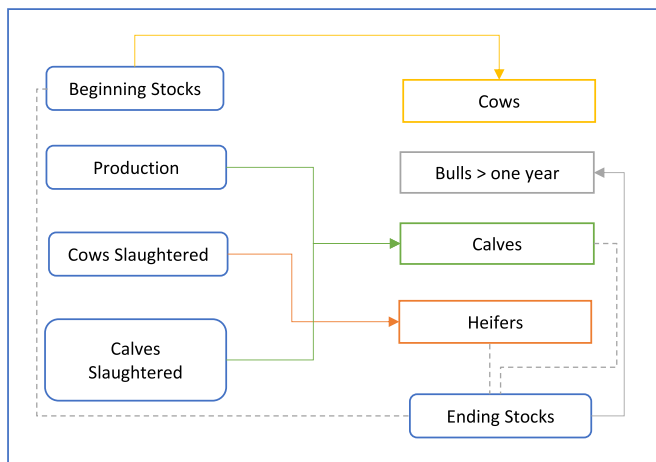 Beginning Stocks
Cows
Production
Bulls > one year
Cows Slaughtered
Calves
Calves
Slaughtered
Heifers
Ending Stocks